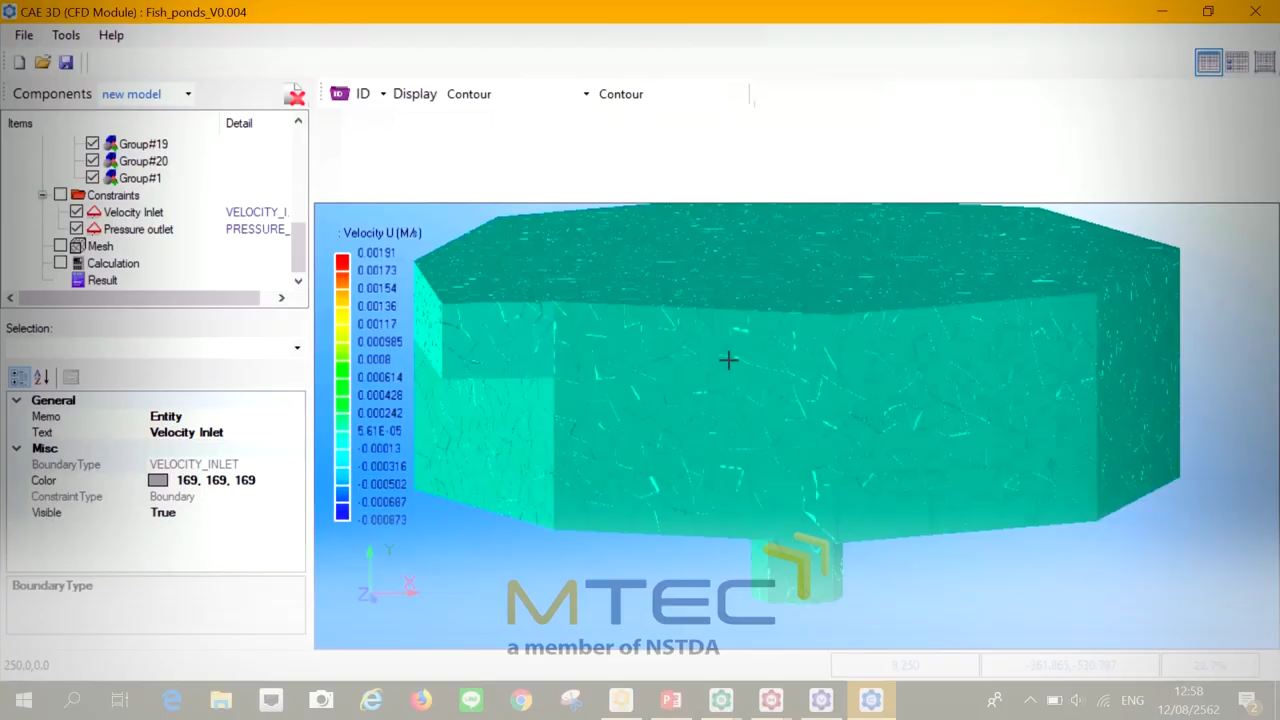 CAE 3D (CFD Module) : Fish_ponds_V0.004
File Tools Help
Components new model
ID Display Contour Contour
Items Detail
Group#19
Group#20
Group#1
Constraints
Velocity Inlet VELOCITY_I
Pressure outlet PRESSURE_
Mesh
Calculation
Result
Selection:
General
Memo Entity
Text Velocity Inlet
Misc
BoundaryType VELOCITY_INLET
Color 169, 169, 169
ConstraintType Boundary
Visible True
BoundaryType
: Velocity U (M/s)
0.00191
0.00173
0.00154
0.00136
0.00117
0.000985
0.0008
0.000614
0.000428
0.000242
5.61E-05
-0.00013
-0.000316
-0.000502
-0.000687
-0.000873
Y
X
Z
MTEC
a member of NSTDA
250.0,0.0
ENG
12:58
12/08/2562
2